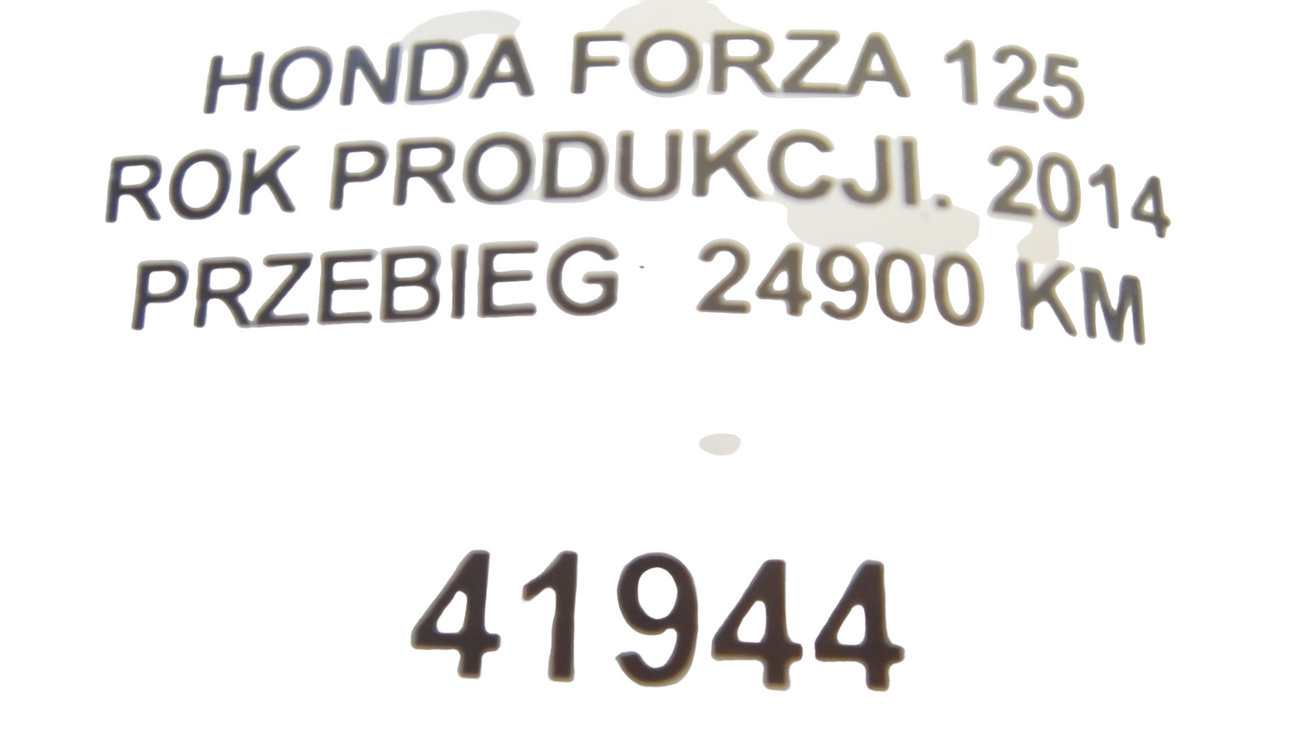 HONDA FORZA 125
ROK PRODUKCJI. 2014
PRZEBIEG 24900 KM
41944